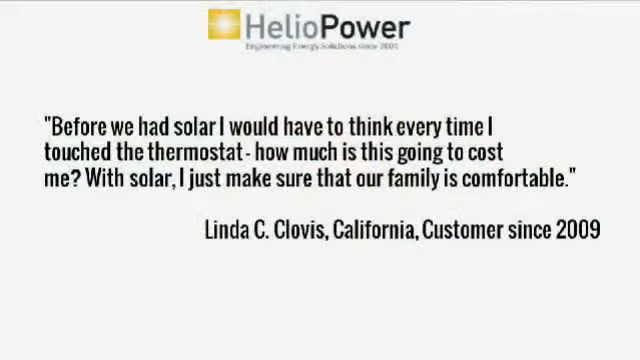 HelioPower
Engineering Energy Solutions since 2001
"Before we had solar I would have to think every time I
touched the thermostat - how much is this going to cost
me? With solar, I just make sure that our family is comfortable."
Linda C. Clovis, California, Customer since 2009